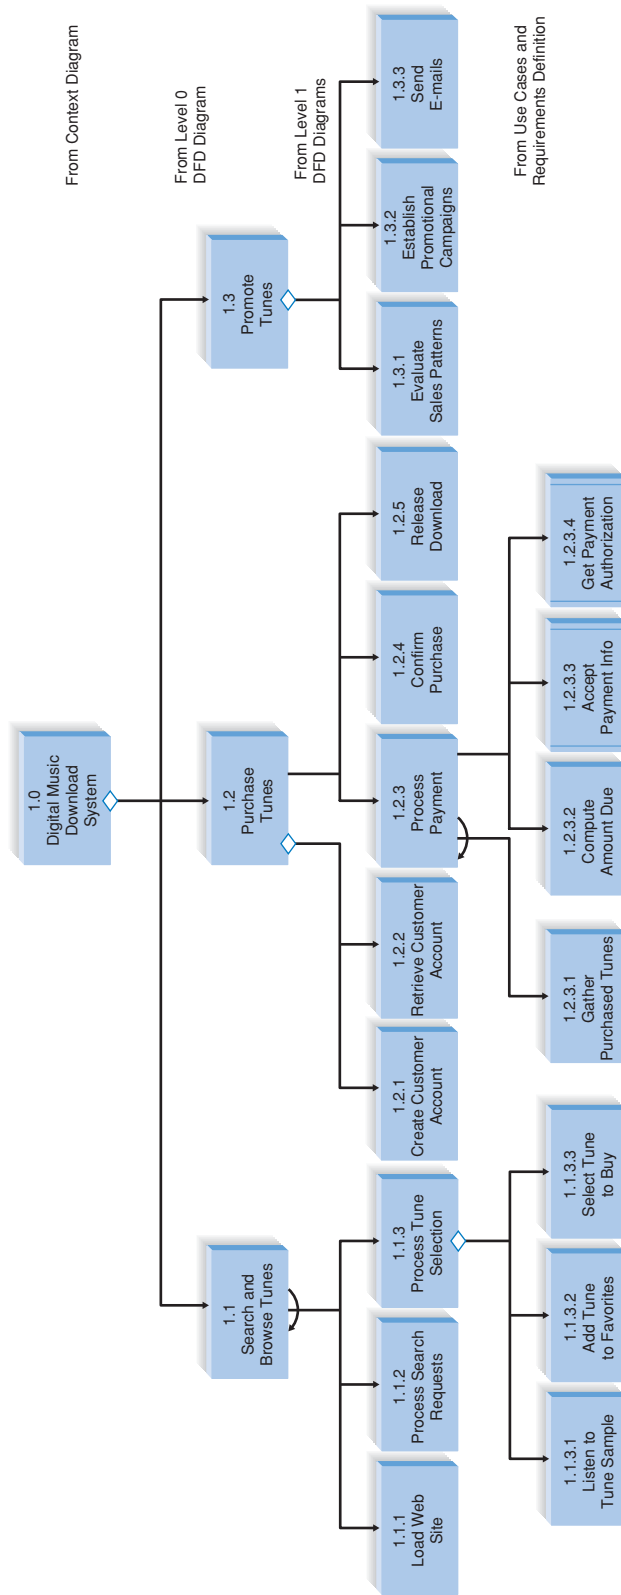 1.0
Digital Music
Download
System
From Context Diagram
1.1
Search and
Browse Tunes
1.2
Purchase
Tunes
1.3
Promote
Tunes
From Level 0
DFD Diagram
1.1.1
Load Web
Site
1.1.2
Process Search
Requests
1.1.3
Process Tune
Selection
1.2.1
Create Customer
Account
1.2.2
Retrieve Customer
Account
1.2.3
Process
Payment
1.2.4
Confirm
Purchase
1.2.5
Release
Download
1.3.1
Evaluate
Sales Patterns
1.3.2
Establish
Promotional
Campaigns
1.3.3
Send
E-mails
From Level 1
DFD Diagrams
1.1.3.1
Listen to
Tune Sample
1.1.3.2
Add Tune
to Favorites
1.1.3.3
Select Tune
to Buy
1.2.3.1
Gather
Purchased Tunes
1.2.3.2
Compute
Amount Due
1.2.3.3
Accept
Payment Info
1.2.3.4
Get Payment
Authorization
From Use Cases and
Requirements Definition